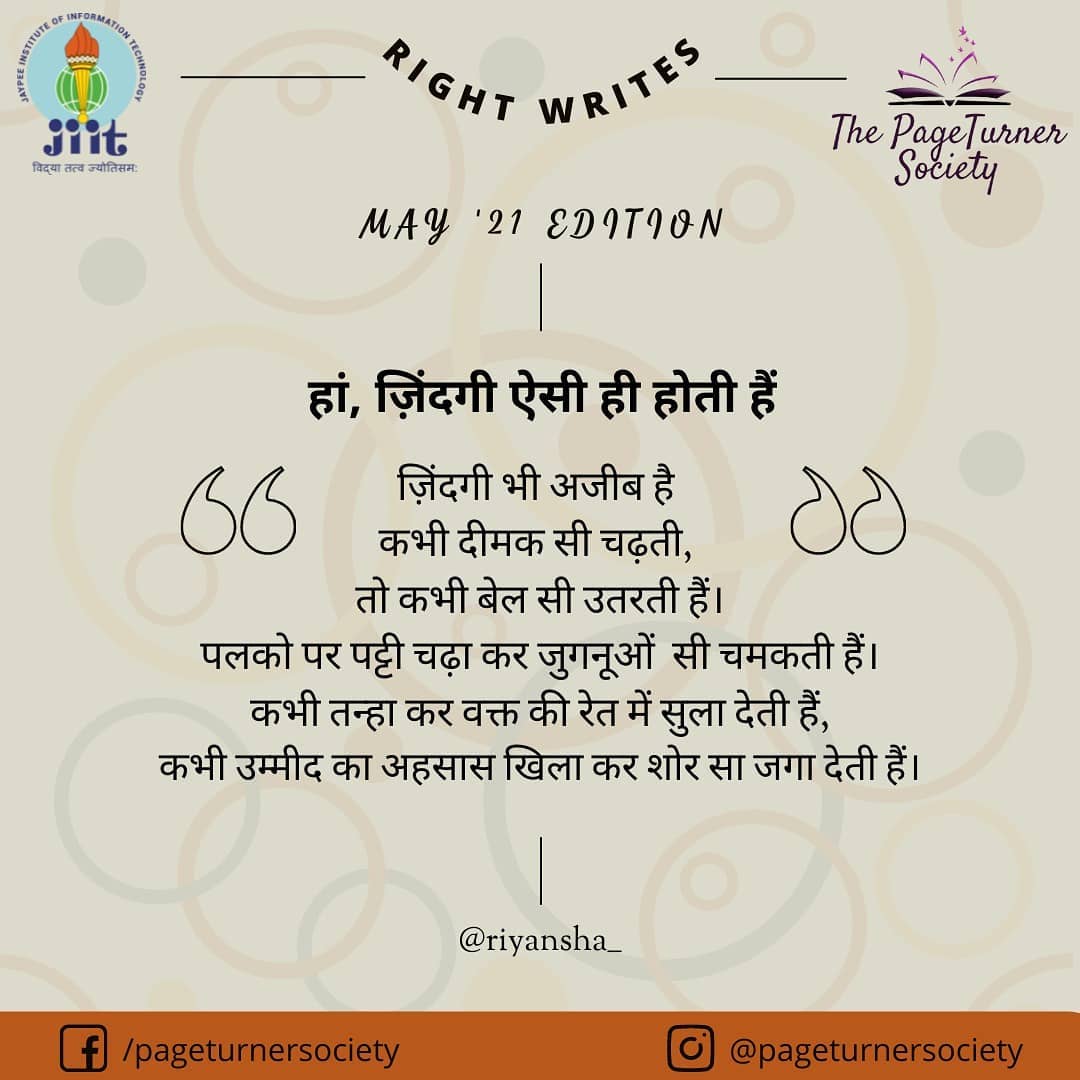 JAYPEE INSTITUTE OF INFORMATION TECHNOLOGY
jiit
विद्या तत्व ज्योतिसम:
RIGHT WRITES
The PageTurner
Society
MAY '21 EDITION
हां, ज़िंदगी ऐसी ही होती हैं
ज़िंदगी भी अजीब है
कभी दीमक सी चढ़ती,
तो कभी बेल सी उतरती हैं।
पलको पर पट्टी चढ़ा कर जुगनूओं सी चमकती हैं।
कभी तन्हा कर वक्त की रेत में सुला देती हैं,
कभी उम्मीद का अहसास खिला कर शोर सा जगा देती हैं।
@riyansha_
/pageturnersociety
@pageturnersociety